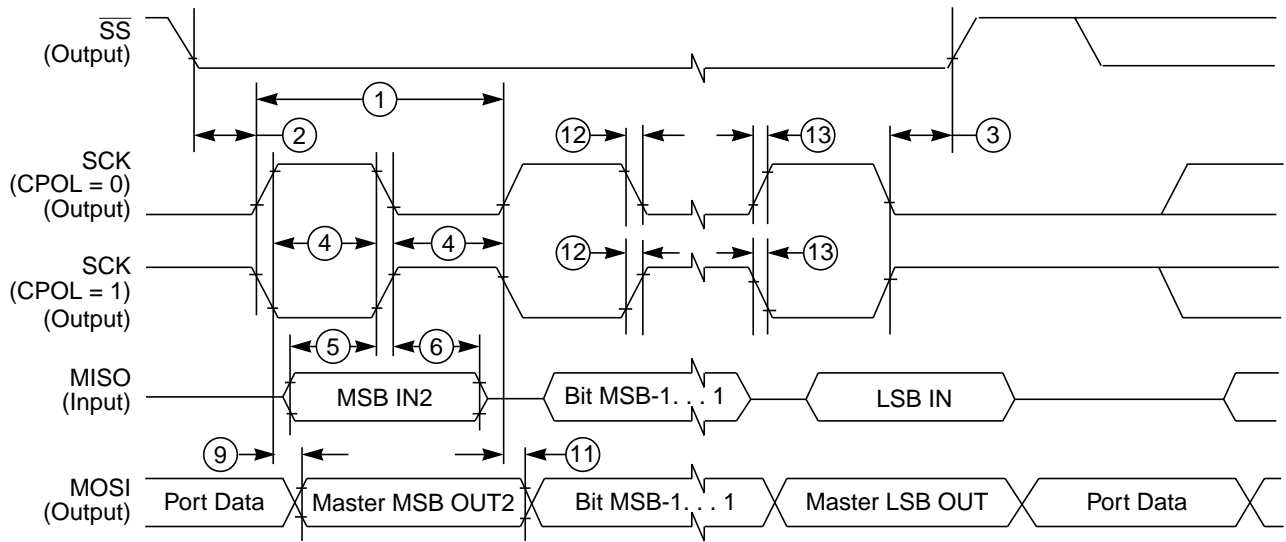 SS
(Output)
1
2
12
13
3
SCK
(CPOL = 0)
(Output)
4
4
SCK
(CPOL = 1)
(Output)
12
13
5
6
MISO
(Input)
MSB IN2
Bit MSB-1. . . 1
LSB IN
9
11
MOSI
(Output)
Port Data
Master MSB OUT2
Bit MSB-1. . . 1
Master LSB OUT
Port Data